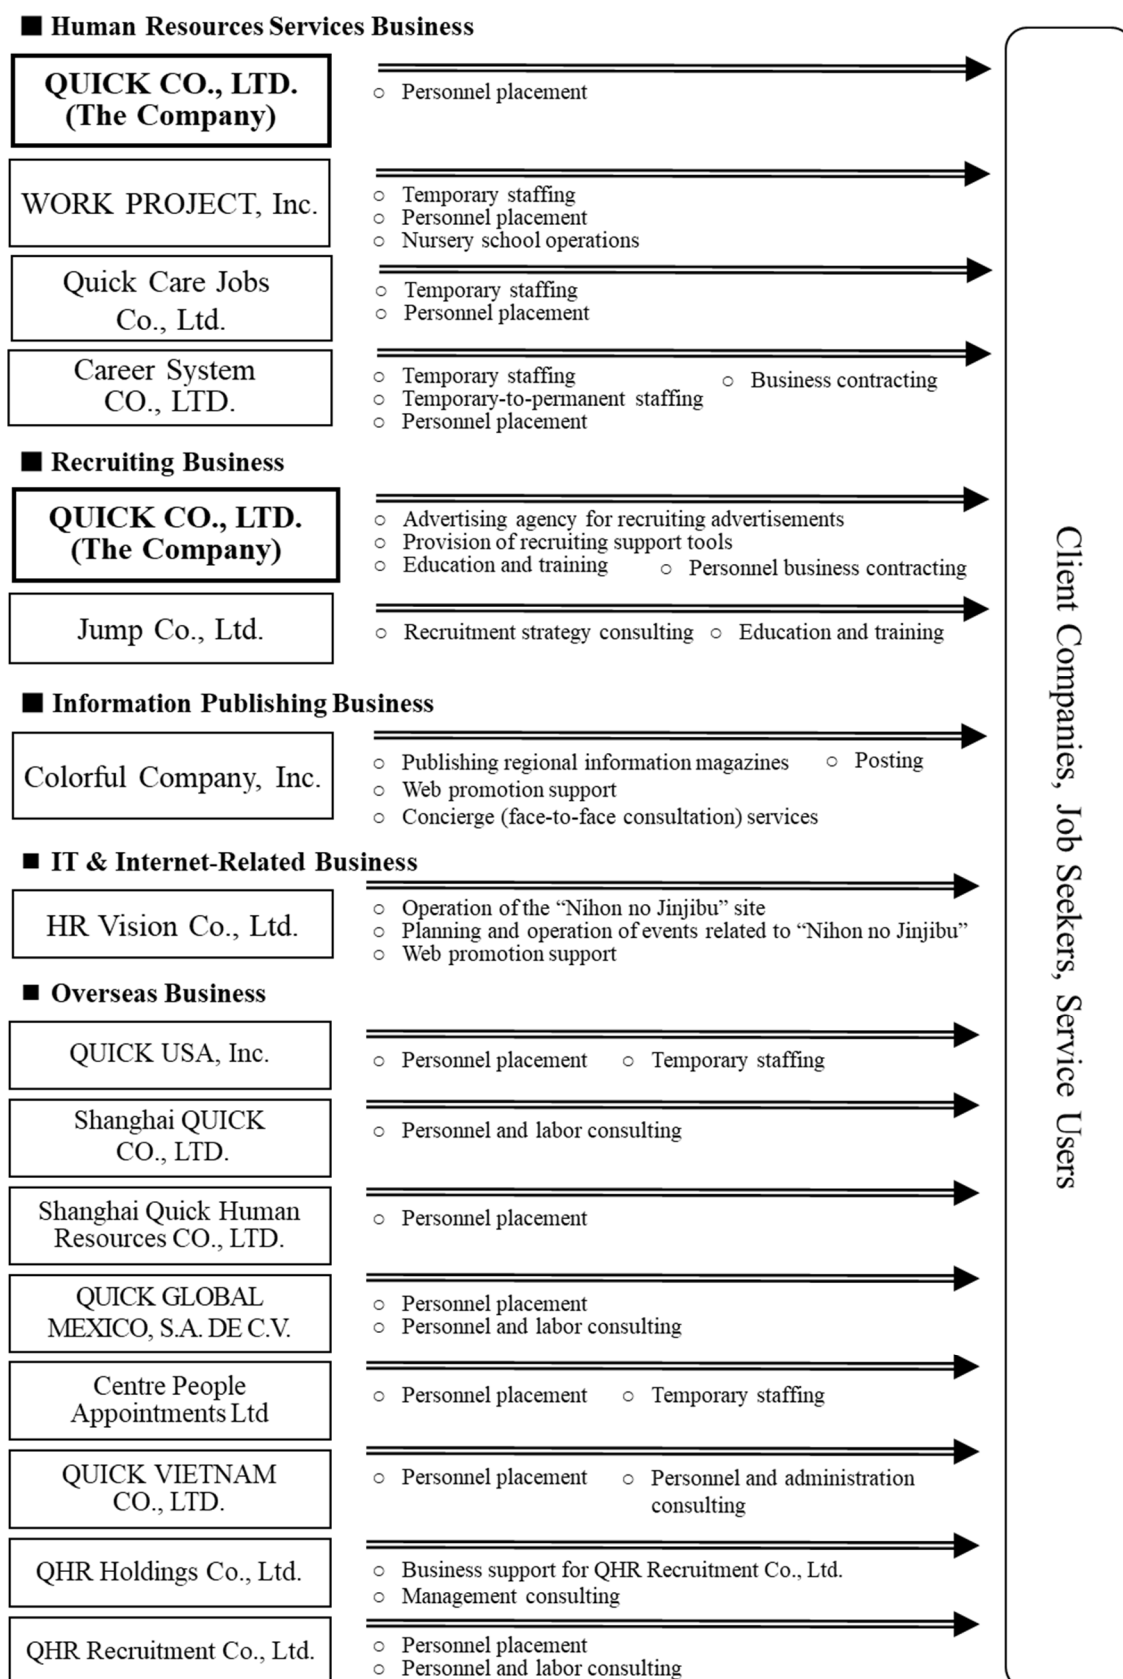 ■ Human Resources Services Business
QUICK CO., LTD.
(The Company)
○ Personnel placement
WORK PROJECT, Inc.
○ Temporary staffing
○ Personnel placement
○ Nursery school operations
Quick Care Jobs
Co., Ltd.
○ Temporary staffing
○ Personnel placement
Career System
CO., LTD.
○ Temporary staffing ○ Business contracting
○ Temporary-to-permanent staffing
○ Personnel placement
■ Recruiting Business
QUICK CO., LTD.
(The Company)
○ Advertising agency for recruiting advertisements
○ Provision of recruiting support tools
○ Education and training ○ Personnel business contracting
Jump Co., Ltd.
○ Recruitment strategy consulting ○ Education and training
■ Information Publishing Business
Colorful Company, Inc.
○ Publishing regional information magazines ○ Posting
○ Web promotion support
○ Concierge (face-to-face consultation) services
■ IT & Internet-Related Business
HR Vision Co., Ltd.
○ Operation of the “Nihon no Jinjibu” site
○ Planning and operation of events related to “Nihon no Jinjibu”
○ Web promotion support
■ Overseas Business
QUICK USA, Inc.
○ Personnel placement ○ Temporary staffing
Shanghai QUICK
CO., LTD.
○ Personnel and labor consulting
Shanghai Quick Human
Resources CO., LTD.
○ Personnel placement
QUICK GLOBAL
MEXICO, S.A. DE C.V.
○ Personnel placement
○ Personnel and labor consulting
Centre People
Appointments Ltd
○ Personnel placement ○ Temporary staffing
QUICK VIETNAM
CO., LTD.
○ Personnel placement ○ Personnel and administration
consulting
QHR Holdings Co., Ltd.
○ Business support for QHR Recruitment Co., Ltd.
○ Management consulting
QHR Recruitment Co., Ltd.
○ Personnel placement
○ Personnel and labor consulting
Client Companies, Job Seekers, Service Users